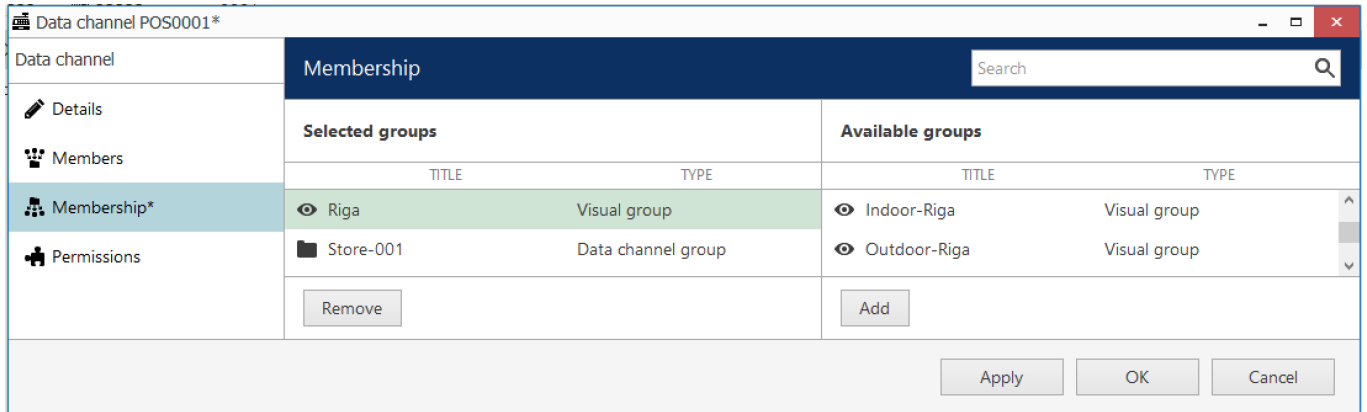 Data channel POS0001*
Data channel
Membership
Search
Details
Members
Membership*
Permissions
Selected groups
Available groups
TITLE TYPE TITLE TYPE
Riga Visual group Indoor-Riga Visual group
Store-001 Data channel group Outdoor-Riga Visual group
Remove Add
Apply OK Cancel